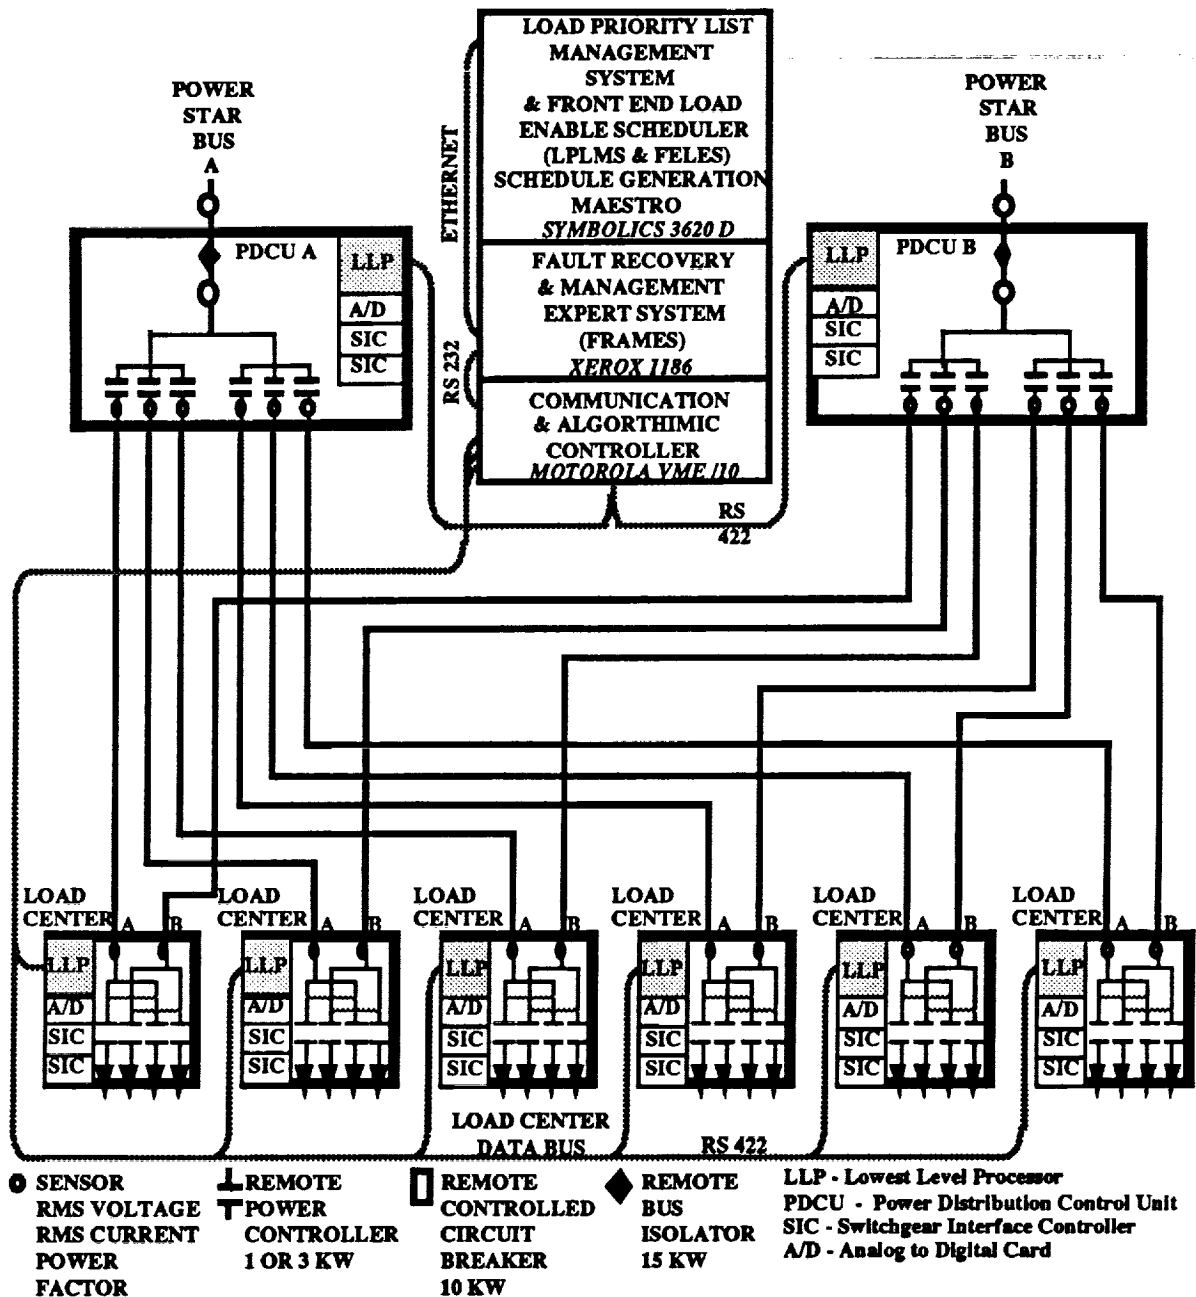 LOAD PRIORITY LIST
MANAGEMENT
SYSTEM
& FRONT END LOAD
ENABLE SCHEDULER
(LPLMS & FELES)
SCHEDULE GENERATION
MAESTRO
SYMBOLICS 3620 D
FAULT RECOVERY
& MANAGEMENT
EXPERT SYSTEM
(FRAMES)
XEROX 1186
COMMUNICATION
& ALGORTHIMIC
CONTROLLER
MOTOROLA VME /10
ETHERNET
RS 232
RS
422
POWER
STAR
BUS
A
PDCU A
LLP
A/D
SIC
SIC
POWER
STAR
BUS
B
PDCU B
LLP
A/D
SIC
SIC
LOAD
CENTER
A
B
LLP
A/D
SIC
SIC
LOAD
CENTER
A
B
LLP
A/D
SIC
SIC
LOAD
CENTER
A
B
LLP
A/D
SIC
SIC
LOAD
CENTER
A
B
LLP
A/D
SIC
SIC
LOAD
CENTER
A
B
LLP
A/D
SIC
SIC
LOAD
CENTER
A
B
LLP
A/D
SIC
SIC
LOAD CENTER
DATA BUS
RS 422
SENSOR
RMS VOLTAGE
RMS CURRENT
POWER
FACTOR
REMOTE
POWER
CONTROLLER
1 OR 3 KW
REMOTE
CONTROLLED
CIRCUIT
BREAKER
10 KW
REMOTE
BUS
ISOLATOR
15 KW
LLP - Lowest Level Processor
PDCU - Power Distribution Control Unit
SIC - Switchgear Interface Controller
A/D - Analog to Digital Card